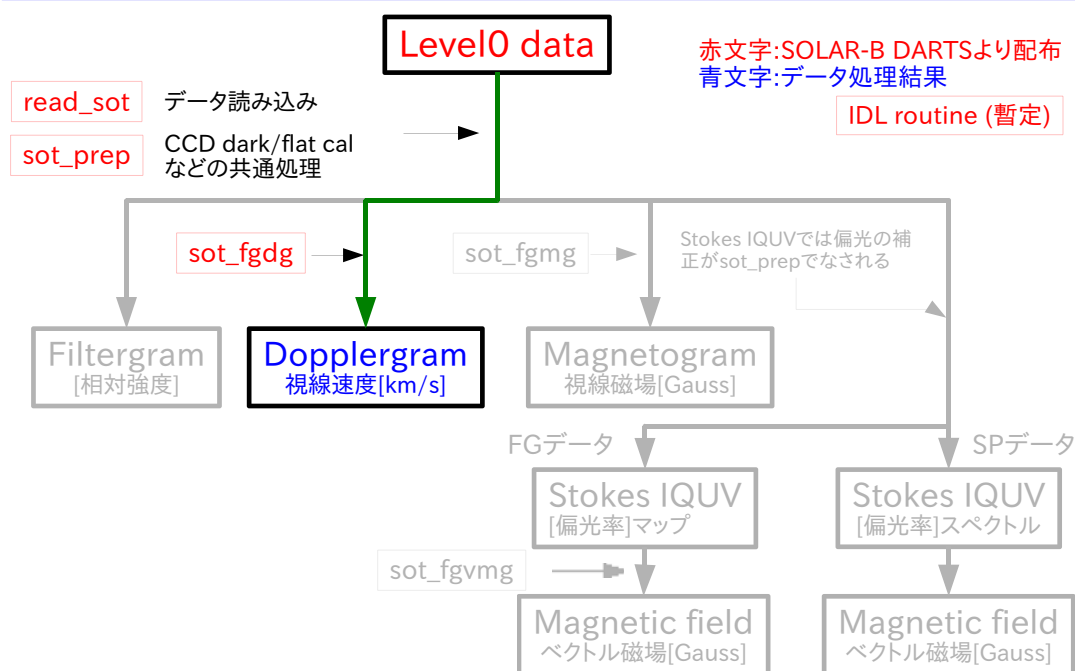 Level0 data
赤文字:SOLAR-B DARTSより配布
青文字:データ処理結果
IDL routine (暫定)
read_sot
データ読み込み
sot_prep
CCD dark/flat cal
などの共通処理
sot_fgdg
sot_fgmg
Stokes IQUVでは偏光の補
正がsot_prepでなされる
Filtergram
[相対強度]
Dopplergram
視線速度[km/s]
Magnetogram
視線磁場[Gauss]
FGデータ
SPデータ
Stokes IQUV
[偏光率]マップ
Stokes IQUV
[偏光率]スペクトル
sot_fgvmg
Magnetic field
ベクトル磁場[Gauss]
Magnetic field
ベクトル磁場[Gauss]